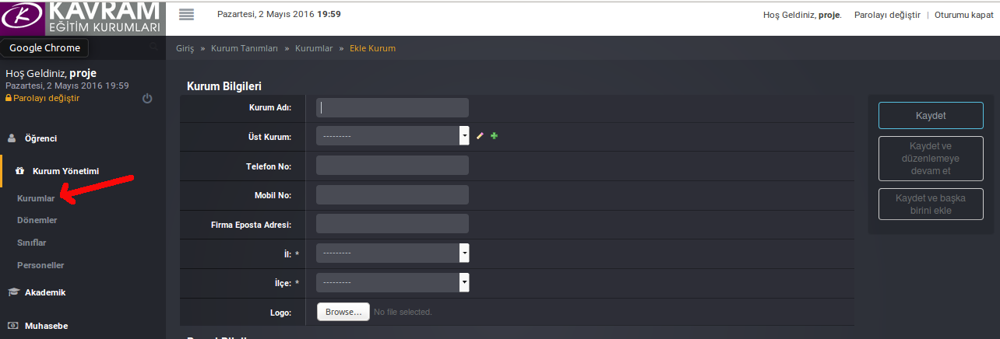 KAVRAM
EĞİTİM KURUMLARI
Pazartesi, 2 Mayıs 2016 19:59
Hoş Geldiniz, proje. Parolayı değiştir | Oturumu kapat
Google Chrome
Giriş » Kurum Tanımları » Kurumlar » Ekle Kurum
Hoş Geldiniz, proje
Pazartesi, 2 Mayıs 2016 19:59
Parolayı değiştir
Öğrenci
Kurum Yönetimi
Kurumlar
Dönemler
Sınıflar
Personeller
Akademik
Muhasebe
Kurum Bilgileri
Kurum Adı:
Üst Kurum: ---------
Telefon No:
Mobil No:
Firma Eposta Adresi:
İl: * ---------
İlçe: * ---------
Logo: Browse... No file selected.
Kaydet
Kaydet ve
düzenlemeye
devam et
Kaydet ve başka
birini ekle